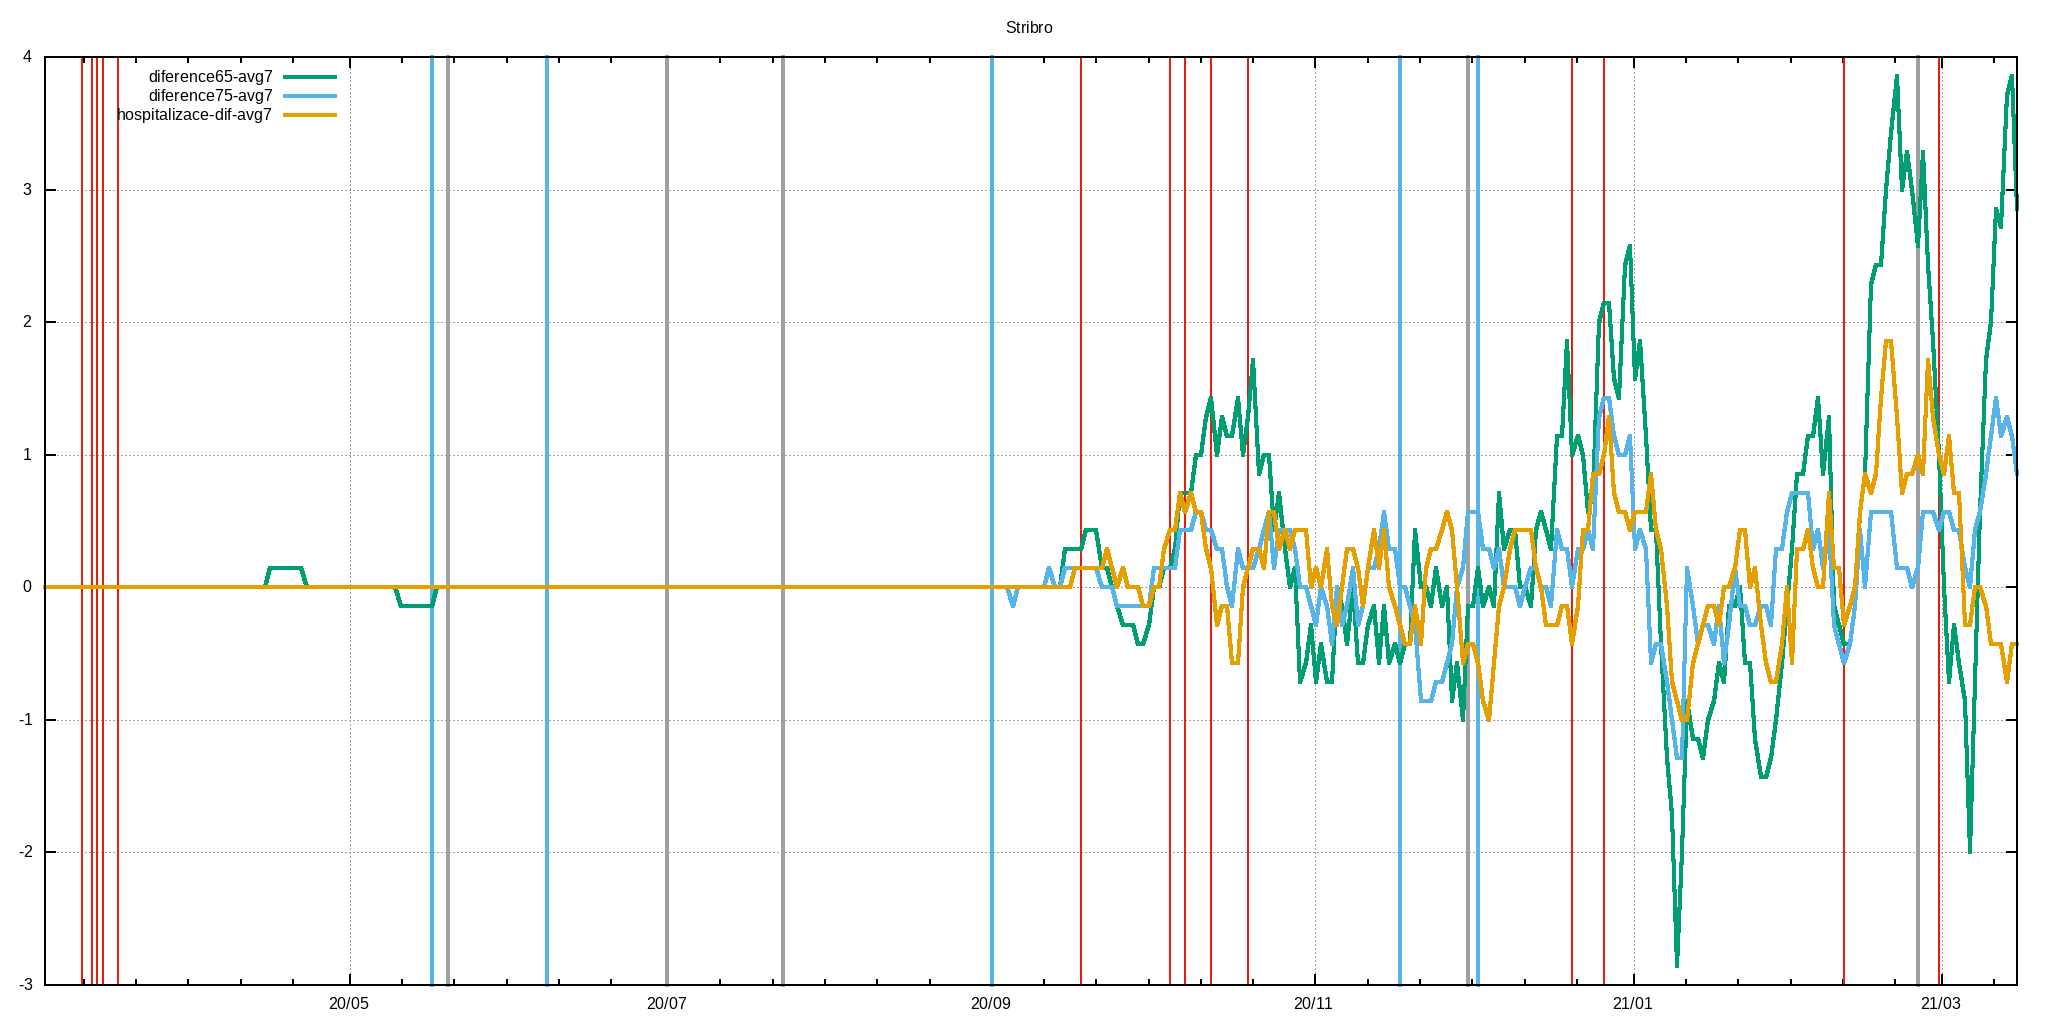 Stribro
diference65-avg7
diference75-avg7
hospitalizace-dif-avg7
4
3
2
1
0
-1
-2
-3
20/05 20/07 20/09 20/11 21/01 21/03